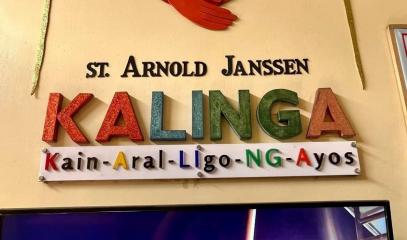 ST. ARNOLD JANSSEN
KALINGA
Kain-Aral-LIgo-NG-Ayos